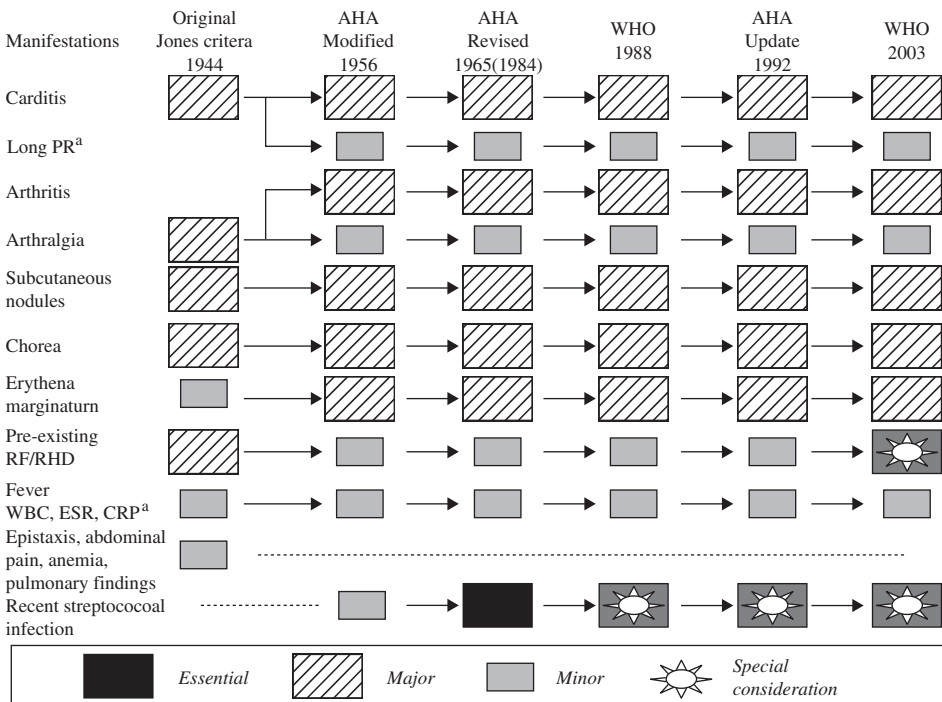 Manifestations
Original
Jones critera
1944
AHA
Modified
1956
AHA
Revised
1965(1984)
WHO
1988
AHA
Update
1992
WHO
2003
Carditis
Long PRa
Arthritis
Arthralgia
Subcutaneous
nodules
Chorea
Erythena
marginaturn
Pre-existing
RF/RHD
Fever
WBC, ESR, CRPa
Epistaxis, abdominal
pain, anemia,
pulmonary findings
Recent streptococoal
infection
Essential
Major
Minor
Special
consideration